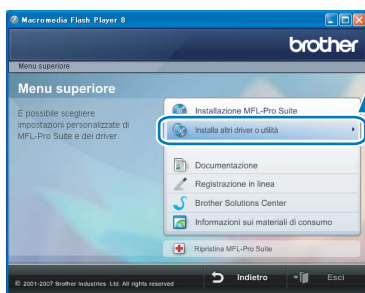 Macromedia Flash Player 8
brother
Menu superiore
Menu superiore
È possibile scegliere
impostazioni personalizzate di
MFL-Pro Suite e dei driver.
Installazione MFL-Pro Suite
Installa altri driver o utilità
Documentazione
Registrazione in linea
Brother Solutions Center
Informazioni sui materiali di consumo
Ripristina MFL-Pro Suite
© 2001-2007 Brother Industries Ltd. All rights reserved
Indietro
Esci